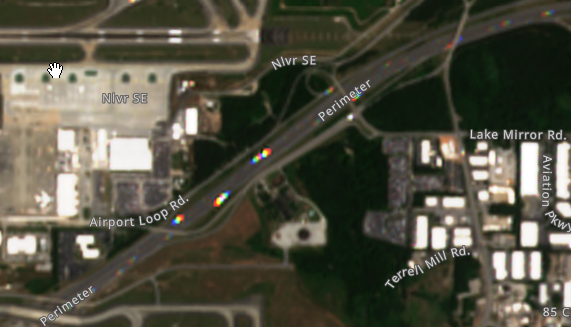 Nlvr SE
Perimeter
Nlvr SE
Lake Mirror Rd.
Aviation Pkwy
Airport Loop Rd.
Terrell Mill Rd.
Perimeter
85 C